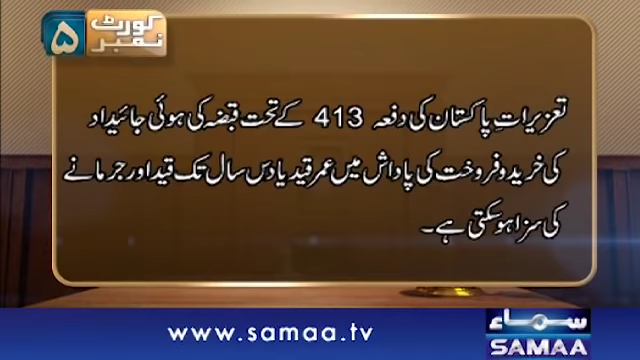 کورٹ
نمبر ۵
تعزیراتِ پاکستان کی دفعہ 413 کے تحت قبضہ کی ہوئی جائیداد
کی خرید و فروخت کی پاداش میں عمر قید یا دس سال تک قید اور جرمانے
کی سزا ہو سکتی ہے۔
www.samaa.tv
سماء
SAMAA